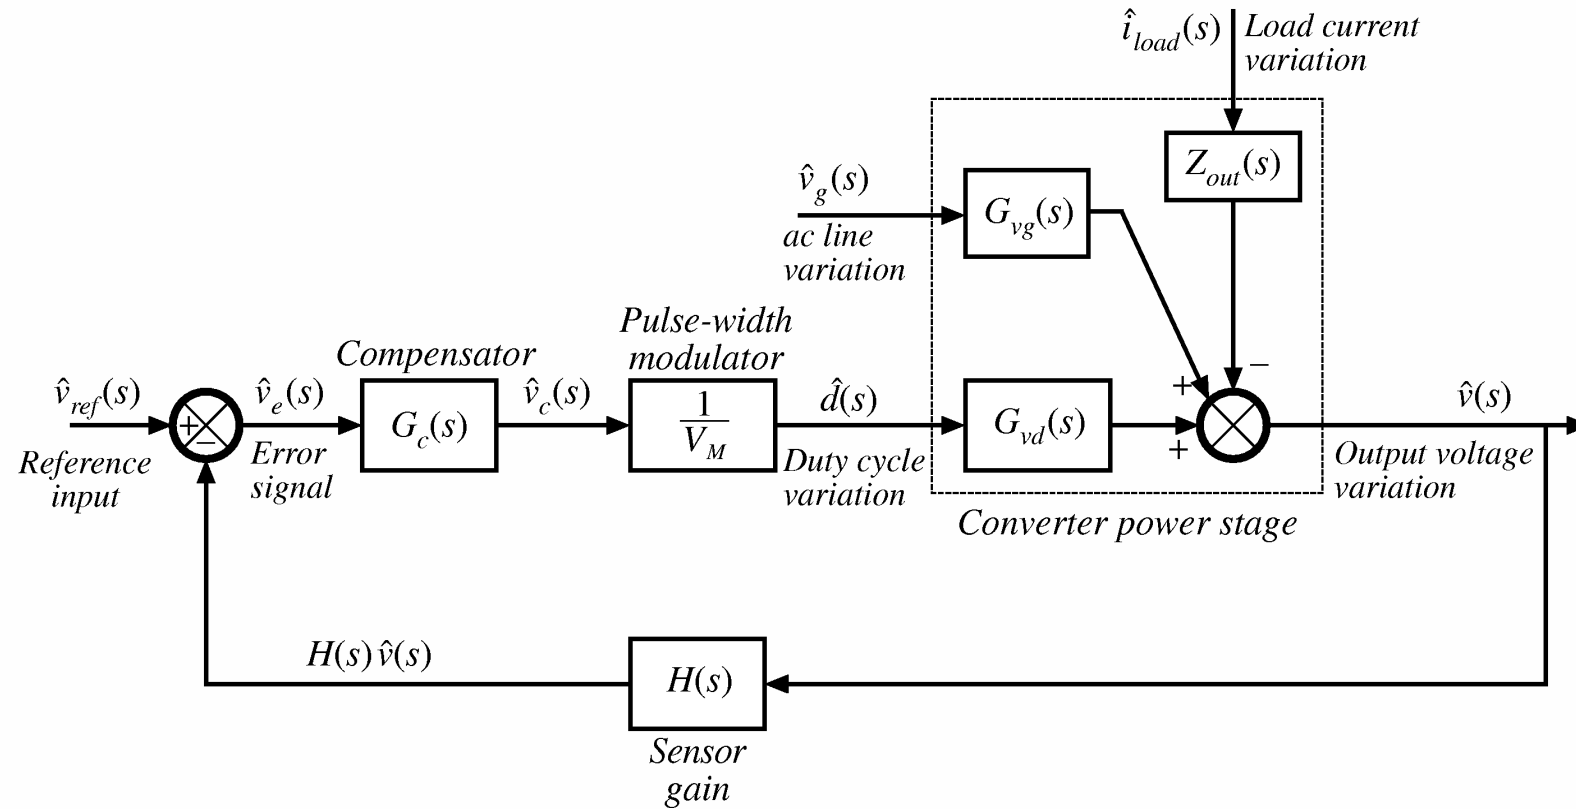 î_load(s)
Load current
variation
Z_out(s)
v̂_g(s)
ac line
variation
G_vg(s)
Pulse-width
modulator
Compensator
v̂_ref(s)
Reference
input
+
−
v̂_e(s)
Error
signal
G_c(s)
v̂_c(s)
1
V_M
d̂(s)
Duty cycle
variation
G_vd(s)
+
+
−
v̂(s)
Output voltage
variation
Converter power stage
H(s) v̂(s)
H(s)
Sensor
gain